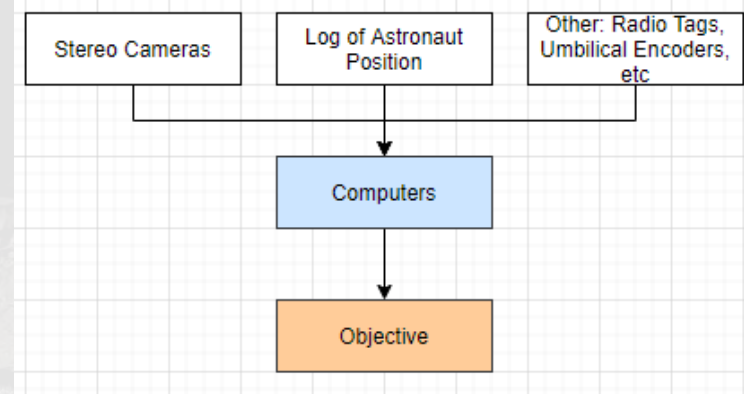 Stereo Cameras
Log of Astronaut
Position
Other: Radio Tags,
Umbilical Encoders,
etc
Computers
Objective